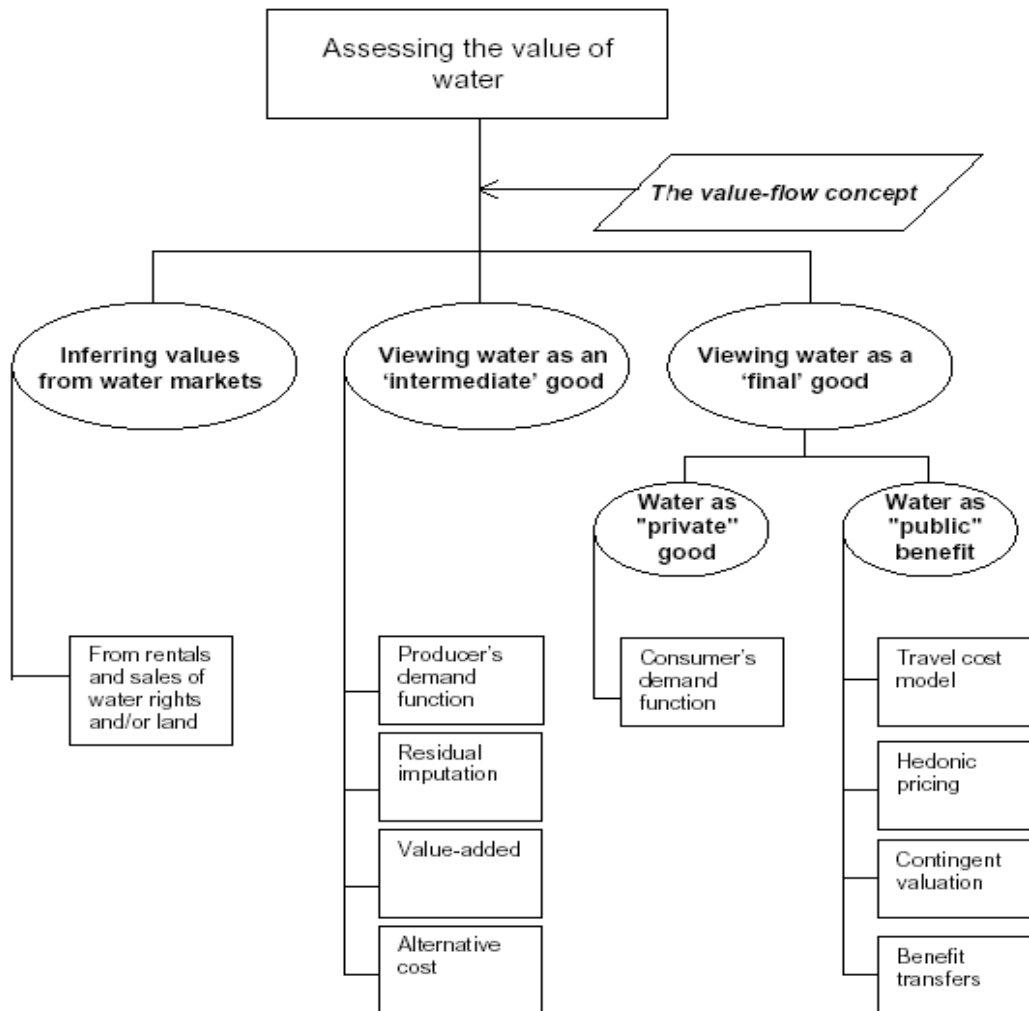 Assessing the value of
water
The value-flow concept
Inferring values
from water markets
Viewing water as an
‘intermediate’ good
Viewing water as a
‘final’ good
Water as
"private"
good
Water as
"public"
benefit
From rentals
and sales of
water rights
and/or land
Producer’s
demand
function
Residual
imputation
Value-added
Alternative
cost
Consumer’s
demand
function
Travel cost
model
Hedonic
pricing
Contingent
valuation
Benefit
transfers